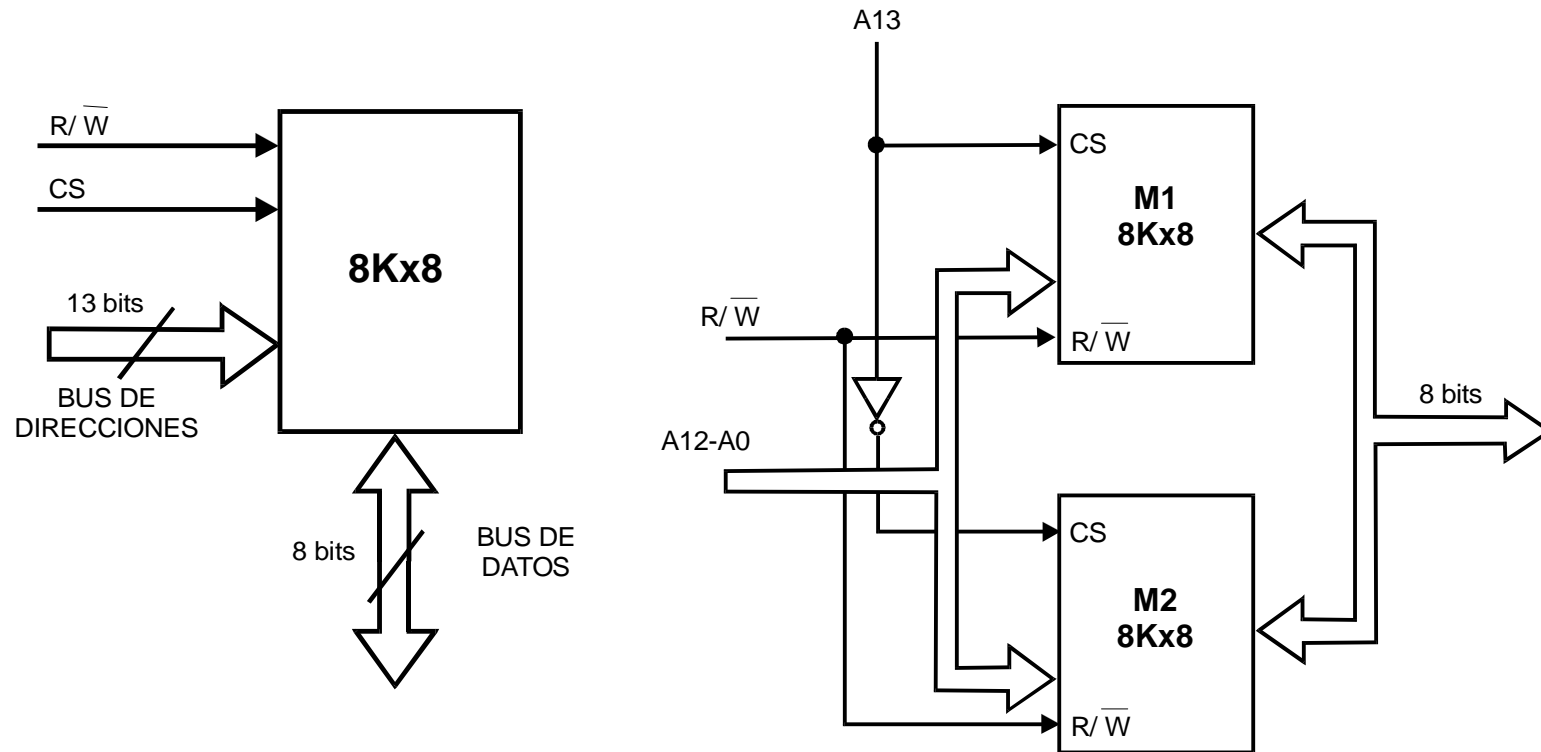 R/ W
CS
8Kx8
13 bits
BUS DE
DIRECCIONES
8 bits
BUS DE
DATOS
A13
CS
M1
8Kx8
R/ W
R/ W
A12-A0
8 bits
CS
M2
8Kx8
R/ W